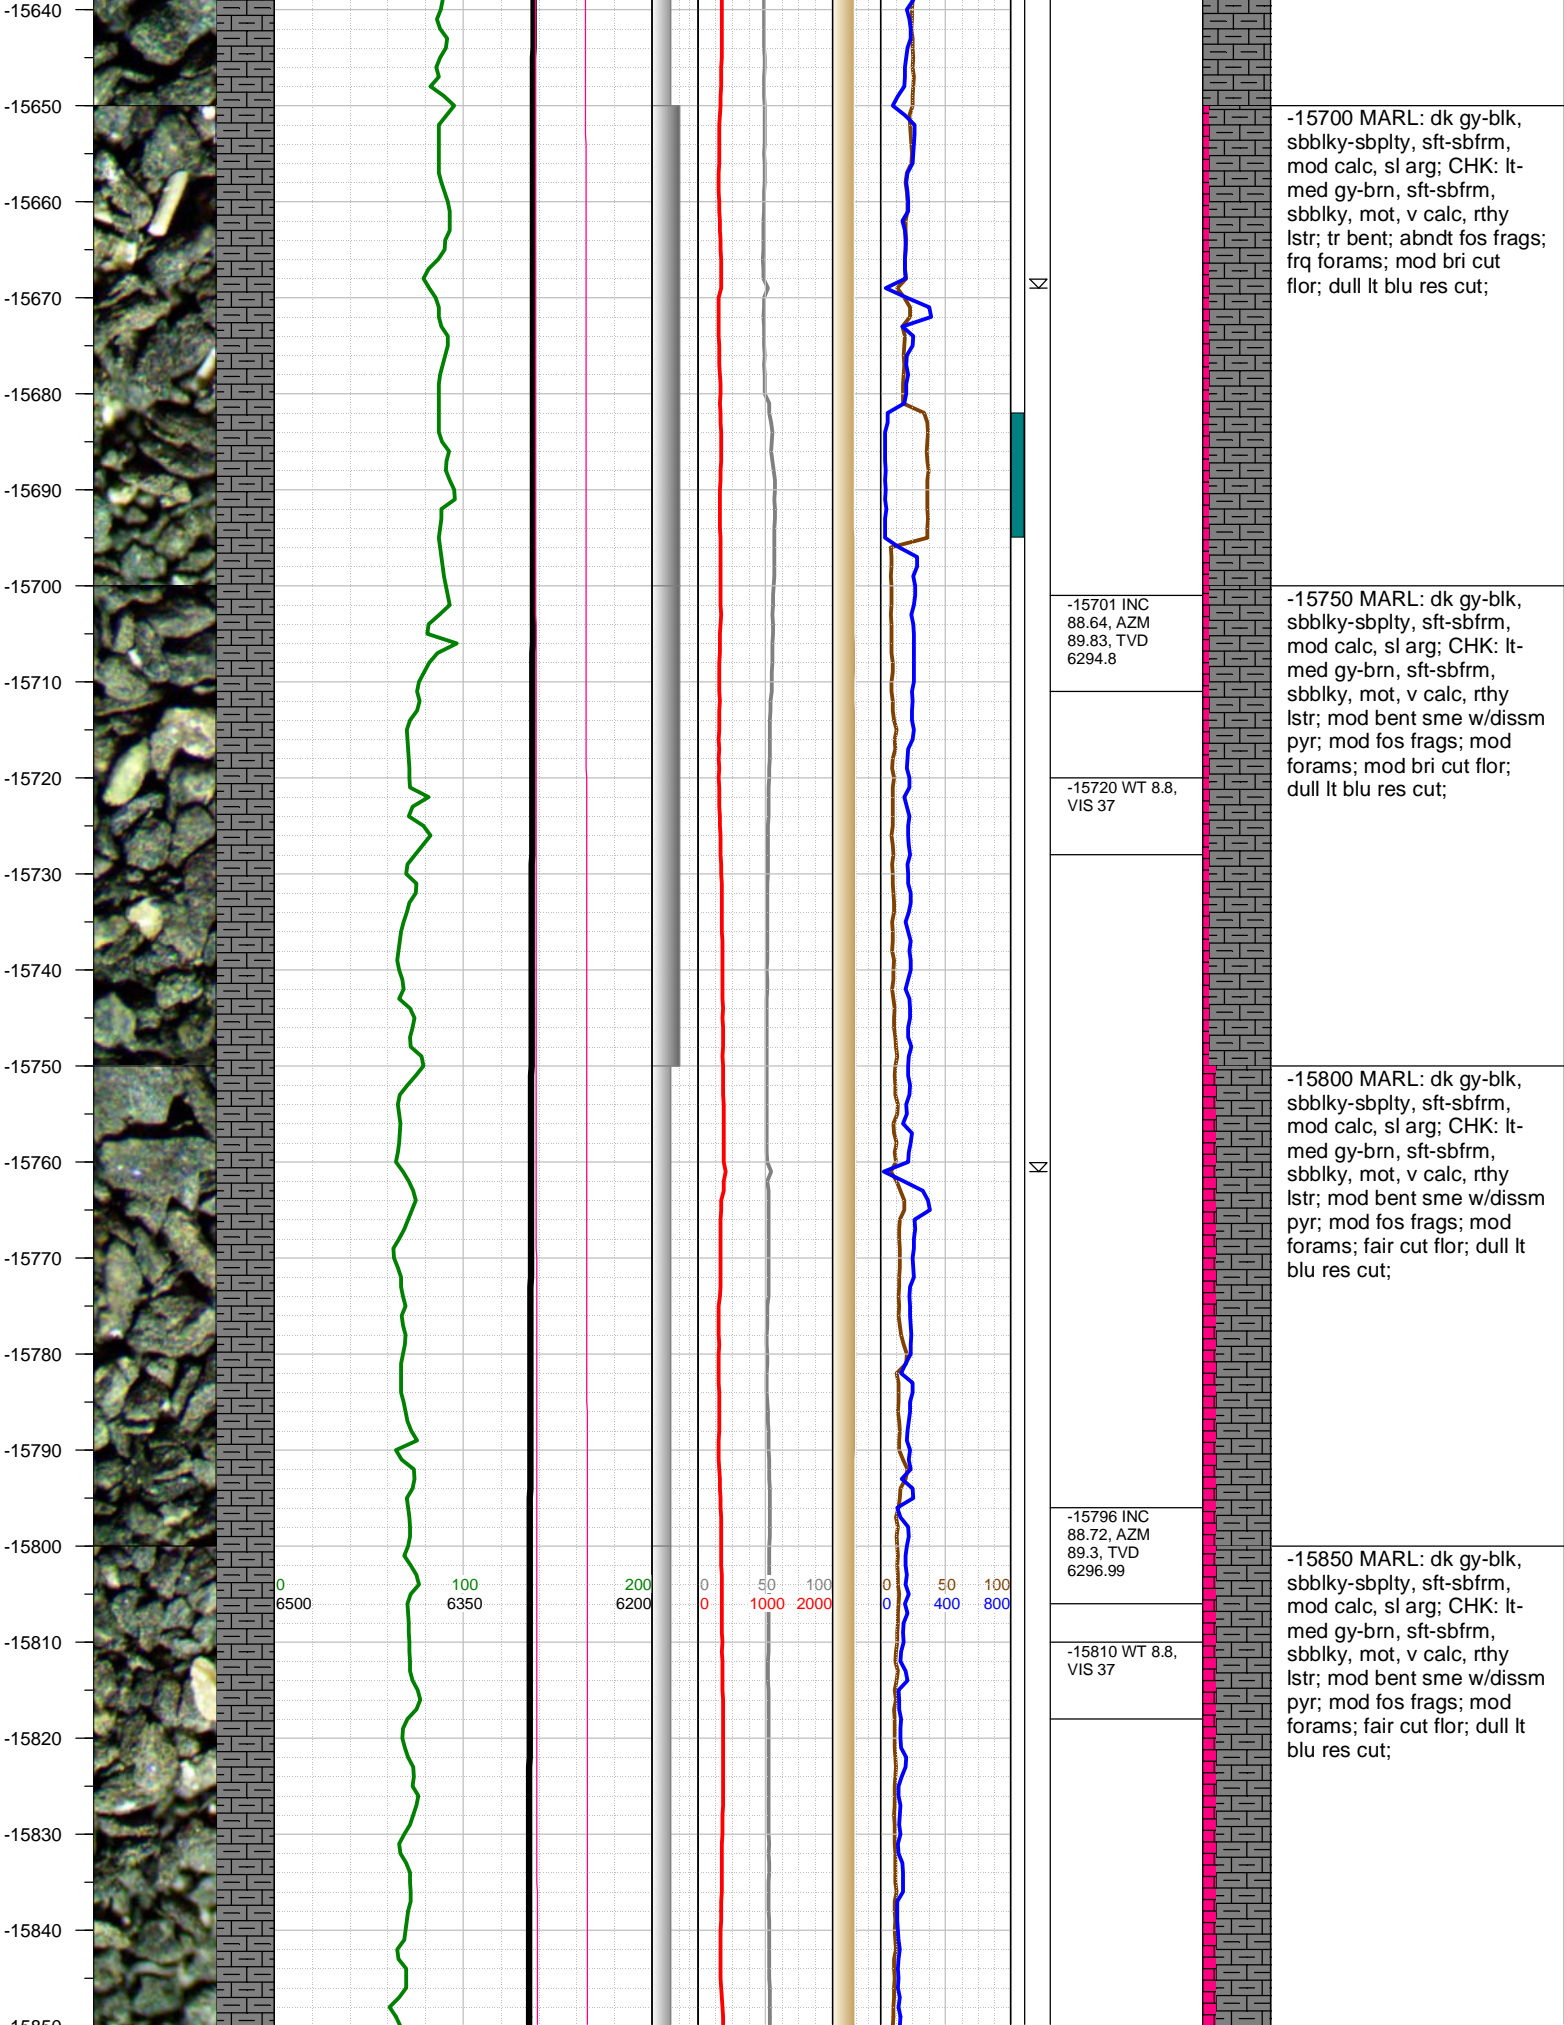 -15640
-15650
-15660
-15670
-15680
-15690
-15700
-15710
-15720
-15730
-15740
-15750
-15760
-15770
-15780
-15790
-15800
-15810
-15820
-15830
-15840
-15850
0 100 200
6500 6350 6200
0 50 100
0 1000 2000
0 50 100
0 400 800
-15701 INC
88.64, AZM
89.83, TVD
6294.8
-15720 WT 8.8,
VIS 37
-15796 INC
88.72, AZM
89.3, TVD
6296.99
-15810 WT 8.8,
VIS 37
-15700 MARL: dk gy-blk,
sbblky-sbplty, sft-sbfrm,
mod calc, sl arg; CHK: lt-
med gy-brn, sft-sbfrm,
sbblky, mot, v calc, rthy
lstr; tr bent; abndt fos frags;
frq forams; mod bri cut
flor; dull lt blu res cut;
-15750 MARL: dk gy-blk,
sbblky-sbplty, sft-sbfrm,
mod calc, sl arg; CHK: lt-
med gy-brn, sft-sbfrm,
sbblky, mot, v calc, rthy
lstr; mod bent sme w/dissm
pyr; mod fos frags; mod
forams; mod bri cut flor;
dull lt blu res cut;
-15800 MARL: dk gy-blk,
sbblky-sbplty, sft-sbfrm,
mod calc, sl arg; CHK: lt-
med gy-brn, sft-sbfrm,
sbblky, mot, v calc, rthy
lstr; mod bent sme w/dissm
pyr; mod fos frags; mod
forams; fair cut flor; dull lt
blu res cut;
-15850 MARL: dk gy-blk,
sbblky-sbplty, sft-sbfrm,
mod calc, sl arg; CHK: lt-
med gy-brn, sft-sbfrm,
sbblky, mot, v calc, rthy
lstr; mod bent sme w/dissm
pyr; mod fos frags; mod
forams; fair cut flor; dull lt
blu res cut;